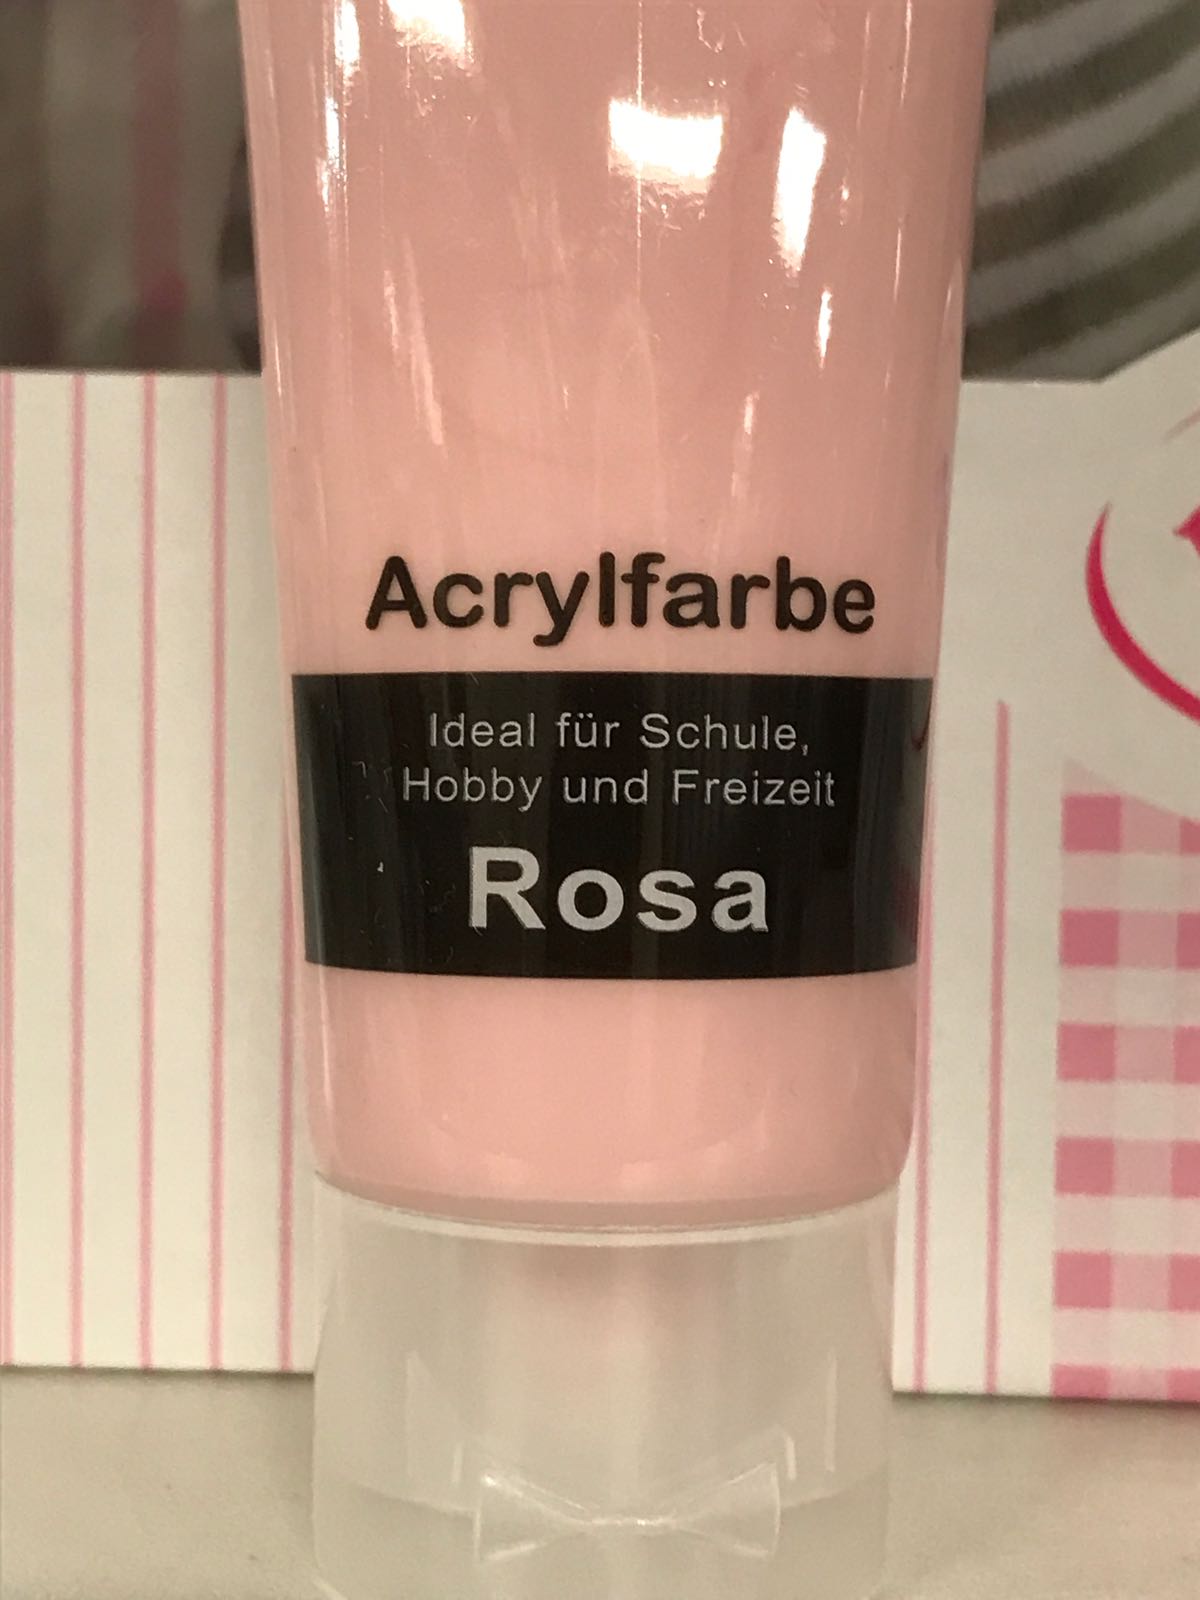 Acrylfarbe
Ideal für Schule,
Hobby und Freizeit
Rosa